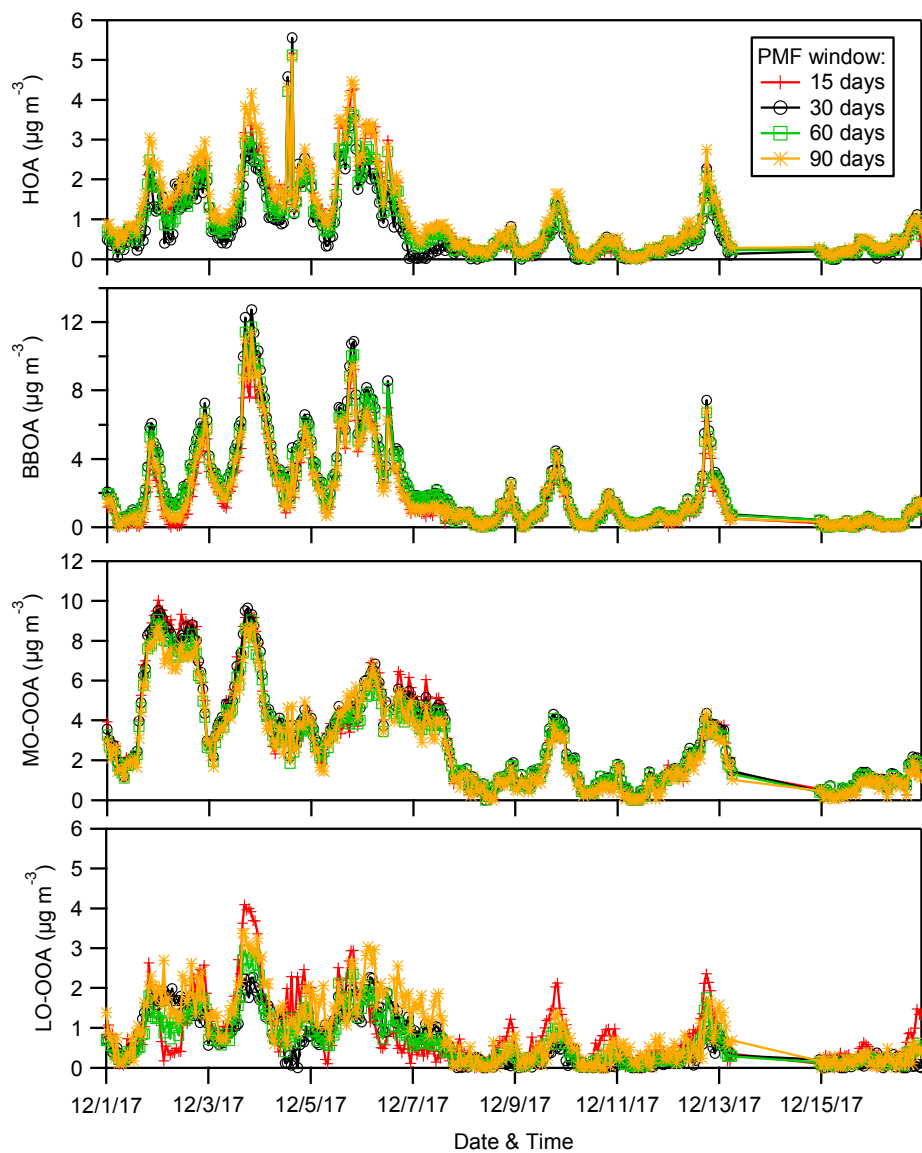 PMF window:
15 days
30 days
60 days
90 days
HOA (µg m⁻³)
6
5
4
3
2
1
0
BBOA (µg m⁻³)
12
8
4
0
MO-OOA (µg m⁻³)
12
10
8
6
4
2
0
LO-OOA (µg m⁻³)
6
5
4
3
2
1
0
12/1/17 12/3/17 12/5/17 12/7/17 12/9/17 12/11/17 12/13/17 12/15/17
Date & Time